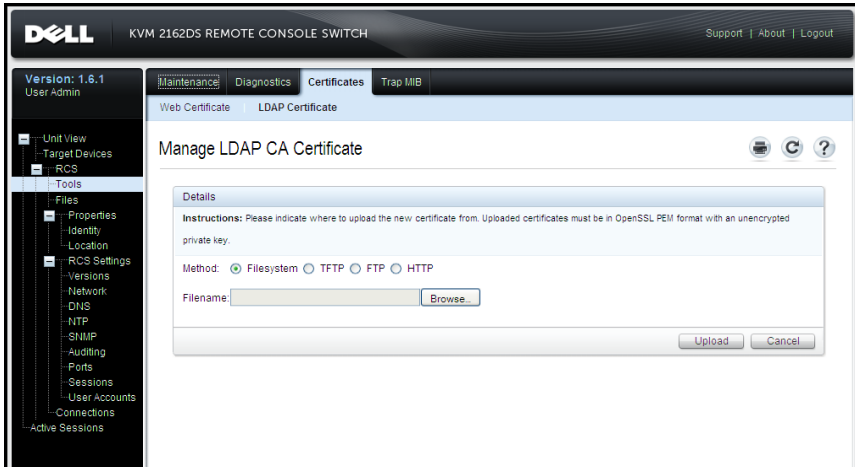 DELL
KVM 2162DS REMOTE CONSOLE SWITCH
Support | About | Logout
Version: 1.6.1
User Admin
Maintenance Diagnostics Certificates Trap MIB
Web Certificate LDAP Certificate
Unit View
Target Devices
RCS
Tools
Files
Properties
Identity
Location
RCS Settings
Versions
Network
DNS
NTP
SNMP
Auditing
Ports
Sessions
User Accounts
Connections
Active Sessions
Manage LDAP CA Certificate
Details
Instructions: Please indicate where to upload the new certificate from. Uploaded certificates must be in OpenSSL PEM format with an unencrypted
private key.
Method: Filesystem TFTP FTP HTTP
Filename: Browse...
Upload Cancel